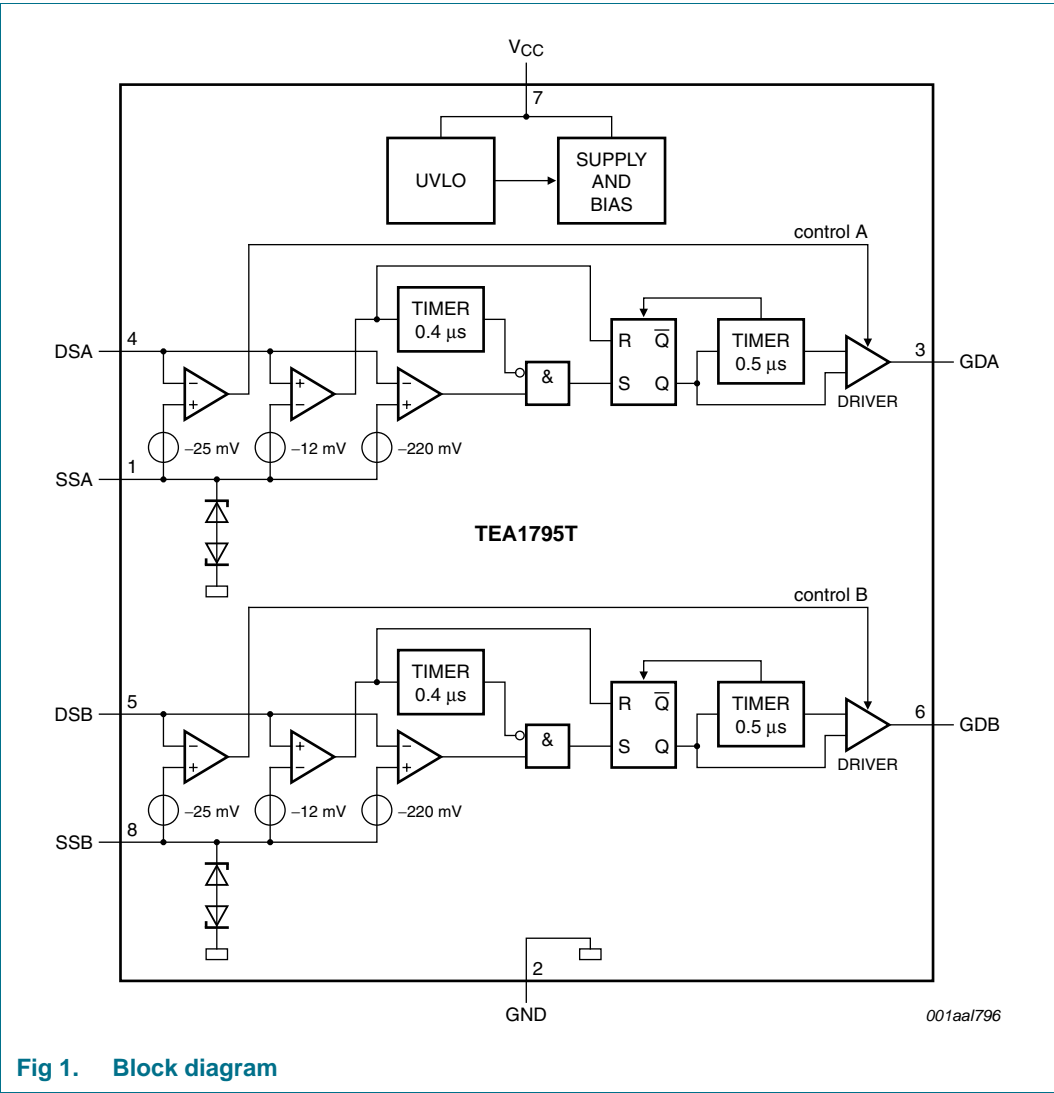 VCC
7
UVLO
SUPPLY
AND
BIAS
control A
TIMER
0.4 μs
R Q̅
S Q
TIMER
0.5 μs
DSA
4
&
3
GDA
DRIVER
−
+
+
−
−
+
−25 mV
−12 mV
−220 mV
SSA
1
TEA1795T
control B
TIMER
0.4 μs
R Q̅
S Q
TIMER
0.5 μs
DSB
5
&
6
GDB
DRIVER
−
+
+
−
−
+
−25 mV
−12 mV
−220 mV
SSB
8
2
GND
001aal796
Fig 1. Block diagram